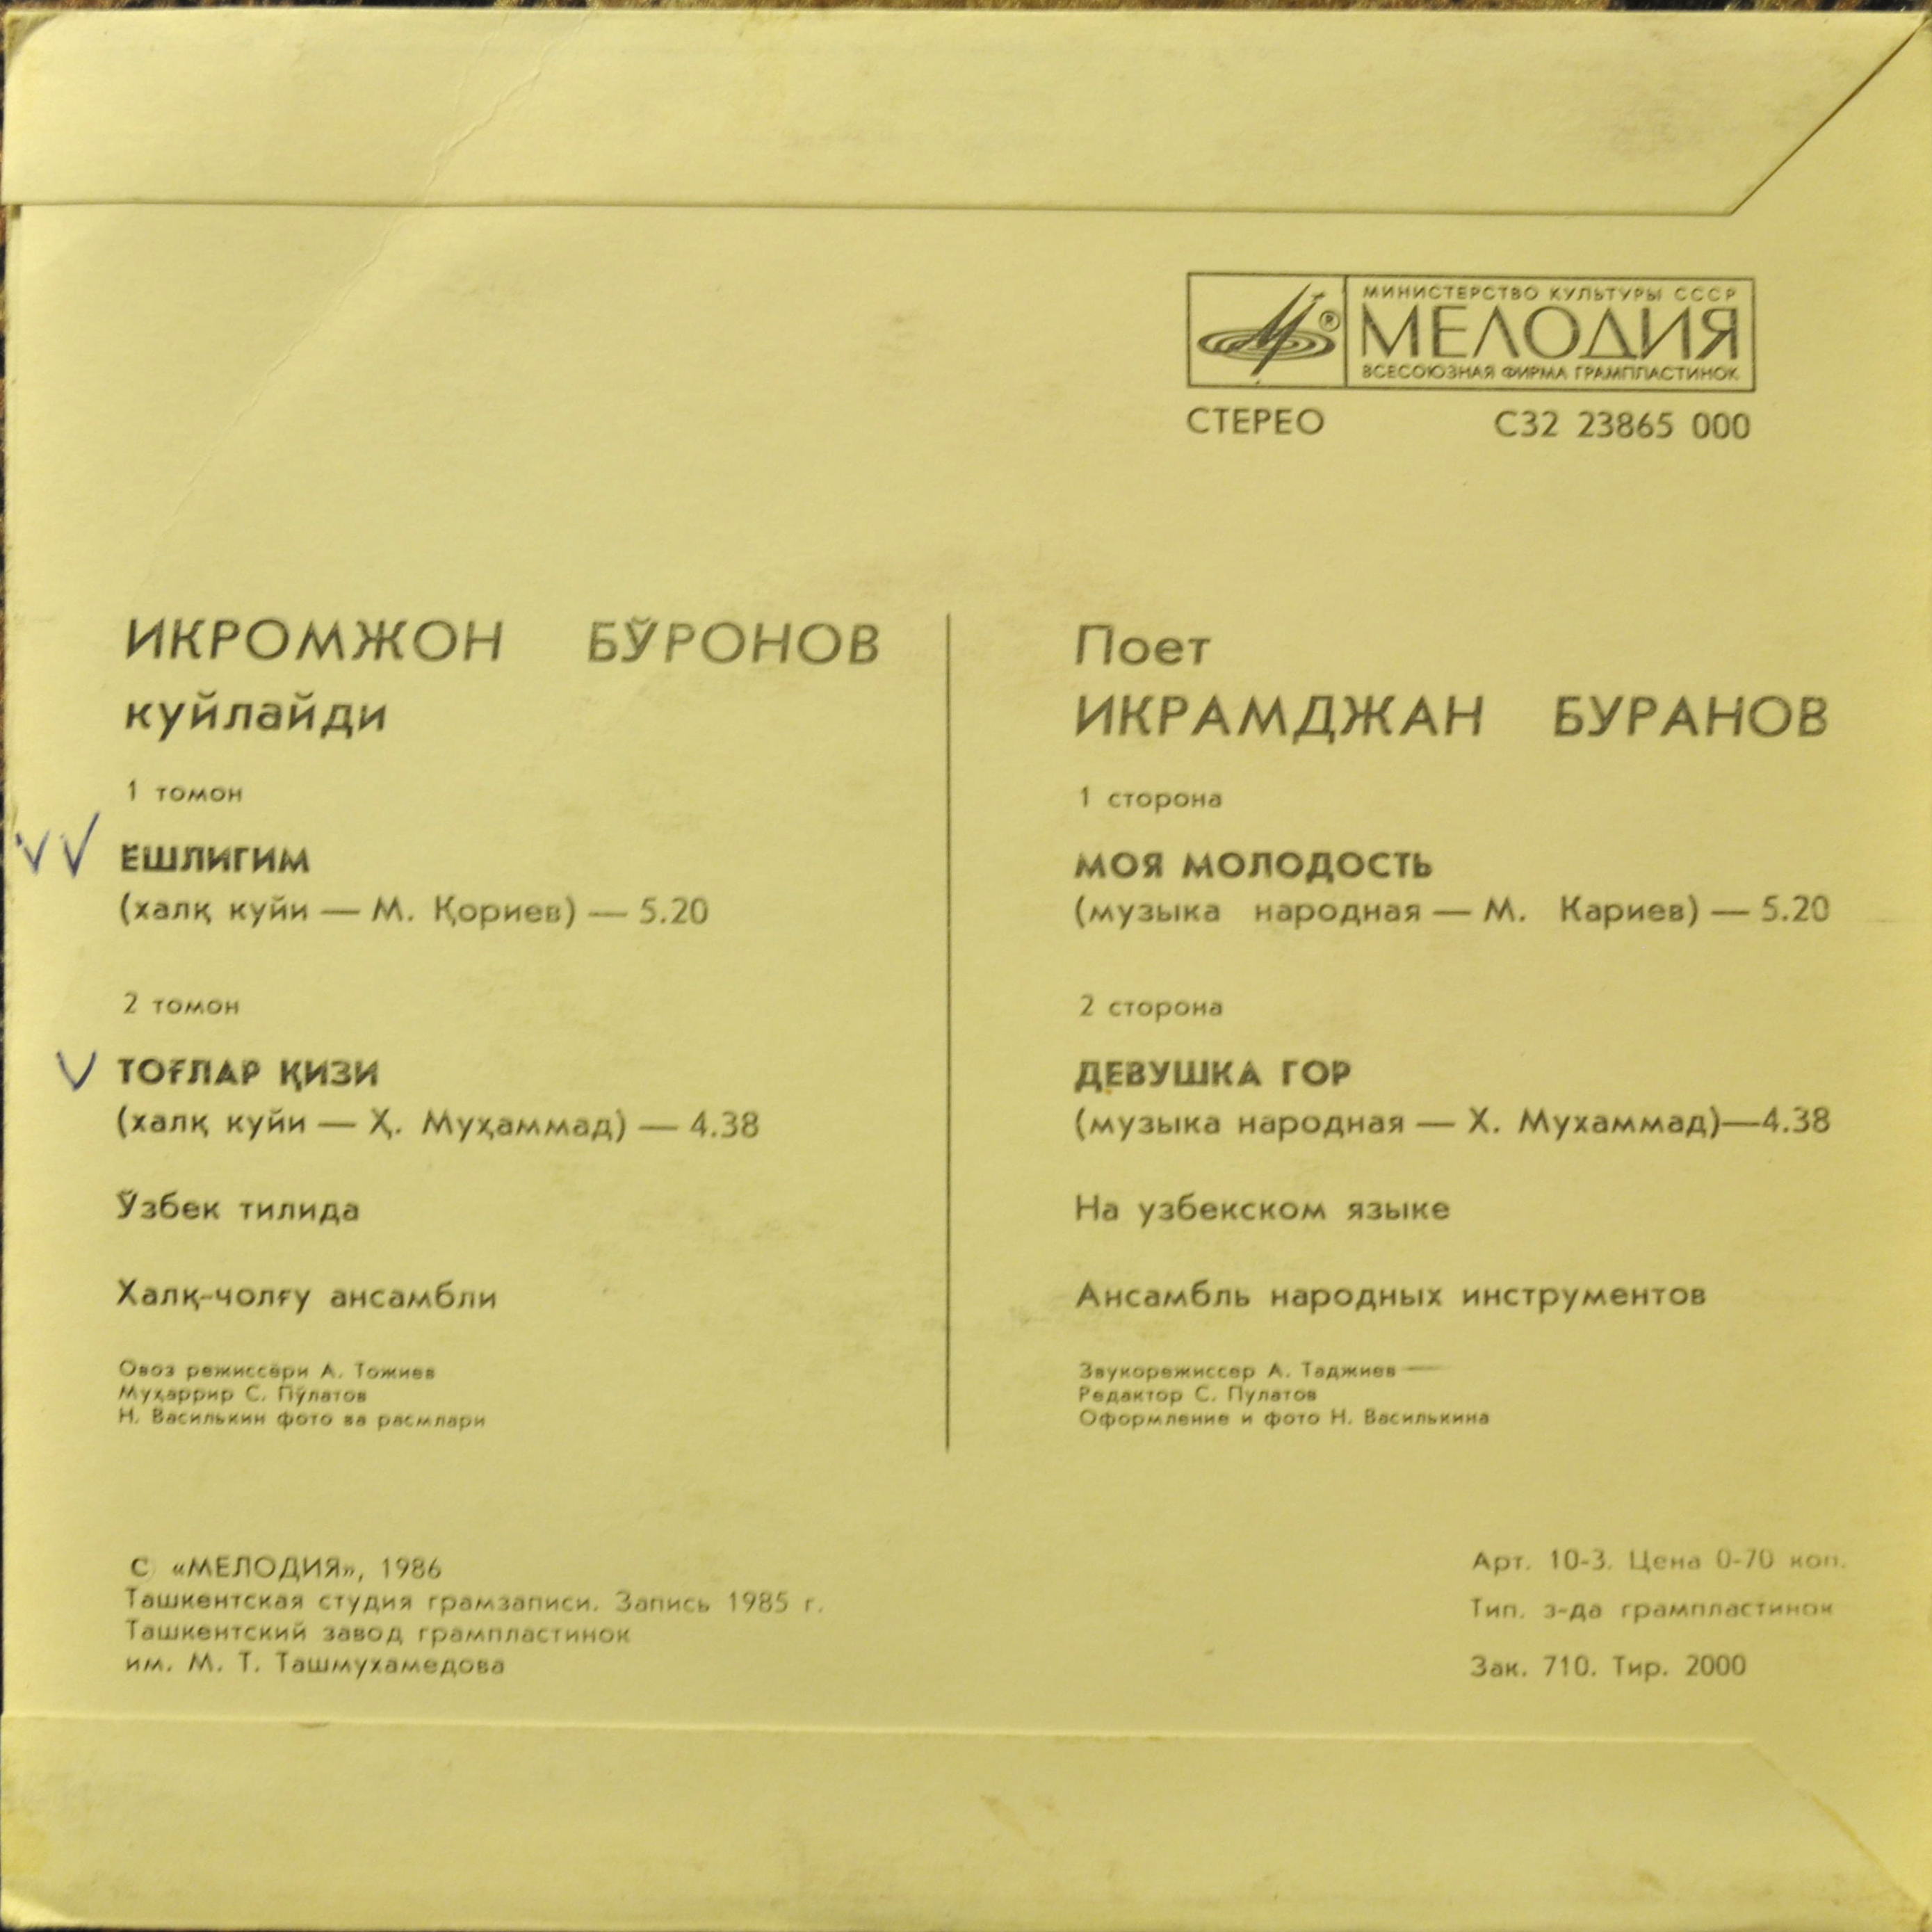 МИНИСТЕРСТВО КУЛЬТУРЫ СССР
МЕЛОДИЯ
ВСЕСОЮЗНАЯ ФИРМА ГРАМПЛАСТИНОК
СТЕРЕО С32 23865 000
ИКРОМЖОН БЎРОНОВ
куйлайди
1 томон
ЁШЛИГИМ
(халқ куйи — М. Қориев) — 5.20
2 томон
ТОҒЛАР ҚИЗИ
(халқ куйи — Ҳ. Муҳаммад) — 4.38
Ўзбек тилида
Халқ-чолғу ансамбли
Овоз режиссёри А. Тожиев
Муҳаррир С. Пўлатов
Н. Василькин фото ва расмлари
Поет
ИКРАМДЖАН БУРАНОВ
1 сторона
МОЯ МОЛОДОСТЬ
(музыка народная — М. Кариев) — 5.20
2 сторона
ДЕВУШКА ГОР
(музыка народная — Х. Мухаммад)—4.38
На узбекском языке
Ансамбль народных инструментов
Звукорежиссер А. Таджиев
Редактор С. Пулатов
Оформление и фото Н. Василькина
© «МЕЛОДИЯ», 1986
Ташкентская студия грамзаписи. Запись 1985 г.
Ташкентский завод грампластинок
им. М. Т. Ташмухамедова
Арт. 10-3. Цена 0-70 коп.
Тип. з-да грампластинок
Зак. 710. Тир. 2000